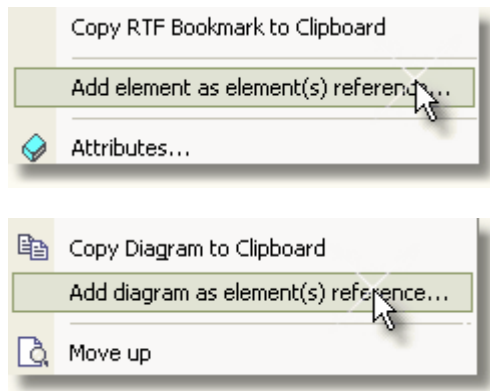 Copy RTF Bookmark to Clipboard
Add element as element(s) reference...
Attributes...
Copy Diagram to Clipboard
Add diagram as element(s) reference...
Move up